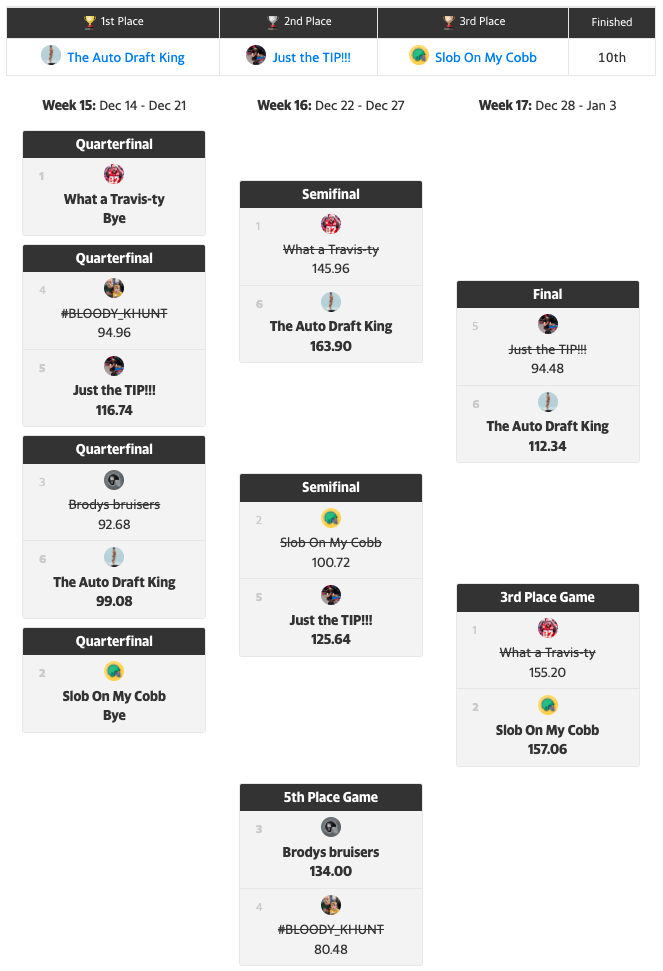 1st Place
2nd Place
3rd Place
Finished
The Auto Draft King
Just the TIP!!!
Slob On My Cobb
10th
Week 15: Dec 14 - Dec 21
Week 16: Dec 22 - Dec 27
Week 17: Dec 28 - Jan 3
Quarterfinal
1
What a Travis-ty
Bye
Quarterfinal
4
#BLOODY_KHUNT
94.96
5
Just the TIP!!!
116.74
Quarterfinal
3
Brodys bruisers
92.68
6
The Auto Draft King
99.08
Quarterfinal
2
Slob On My Cobb
Bye
Semifinal
1
What a Travis-ty
145.96
6
The Auto Draft King
163.90
Semifinal
2
Slob On My Cobb
100.72
5
Just the TIP!!!
125.64
5th Place Game
3
Brodys bruisers
134.00
4
#BLOODY_KHUNT
80.48
Final
5
Just the TIP!!!
94.48
6
The Auto Draft King
112.34
3rd Place Game
1
What a Travis-ty
155.20
2
Slob On My Cobb
157.06